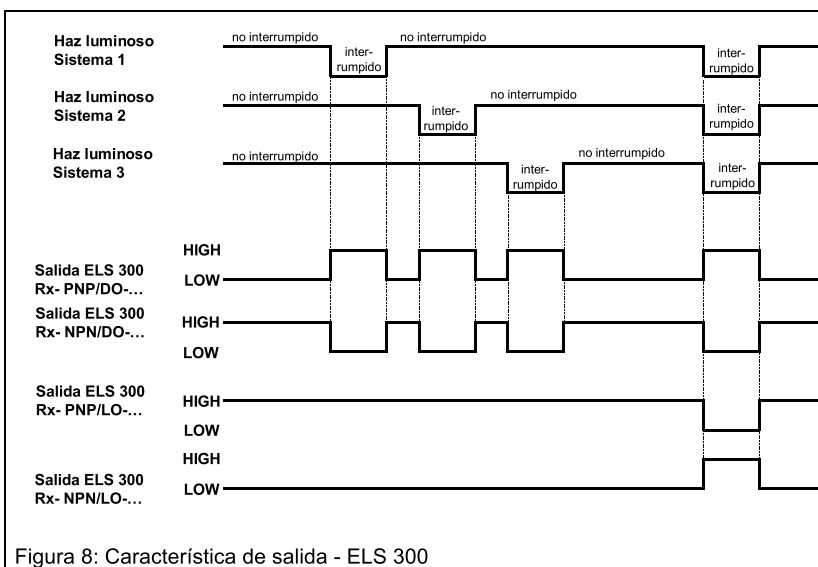 Haz luminoso
Sistema 1
no interrumpido
inter-
rumpido
no interrumpido
inter-
rumpido
Haz luminoso
Sistema 2
no interrumpido
inter-
rumpido
no interrumpido
inter-
rumpido
Haz luminoso
Sistema 3
no interrumpido
inter-
rumpido
no interrumpido
inter-
rumpido
Salida ELS 300
Rx- PNP/DO-...
HIGH
LOW
Salida ELS 300
Rx- NPN/DO-...
HIGH
LOW
Salida ELS 300
Rx- PNP/LO-...
HIGH
LOW
Salida ELS 300
Rx- NPN/LO-...
HIGH
LOW
Figura 8: Característica de salida - ELS 300